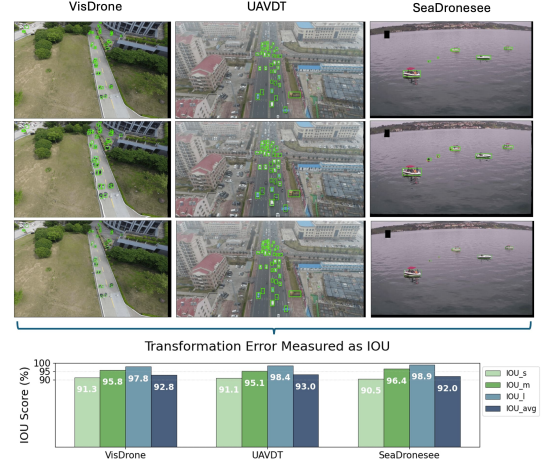 VisDrone UAVDT SeaDronesee
Transformation Error Measured as IOU
IOU Score (%)
100
95
90
91.3 95.8 97.8 92.8
91.1 95.1 98.4 93.0
90.5 96.4 98.9 92.0
VisDrone UAVDT SeaDronesee
IOU_s
IOU_m
IOU_l
IOU_avg